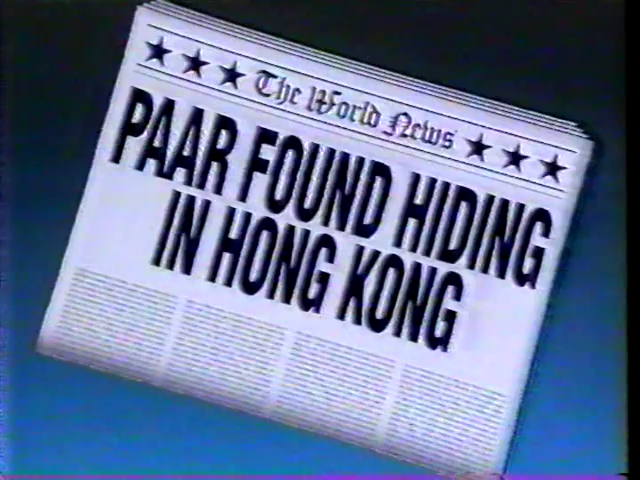 ★★★ The World News ★★★
PAAR FOUND HIDING
IN HONG KONG